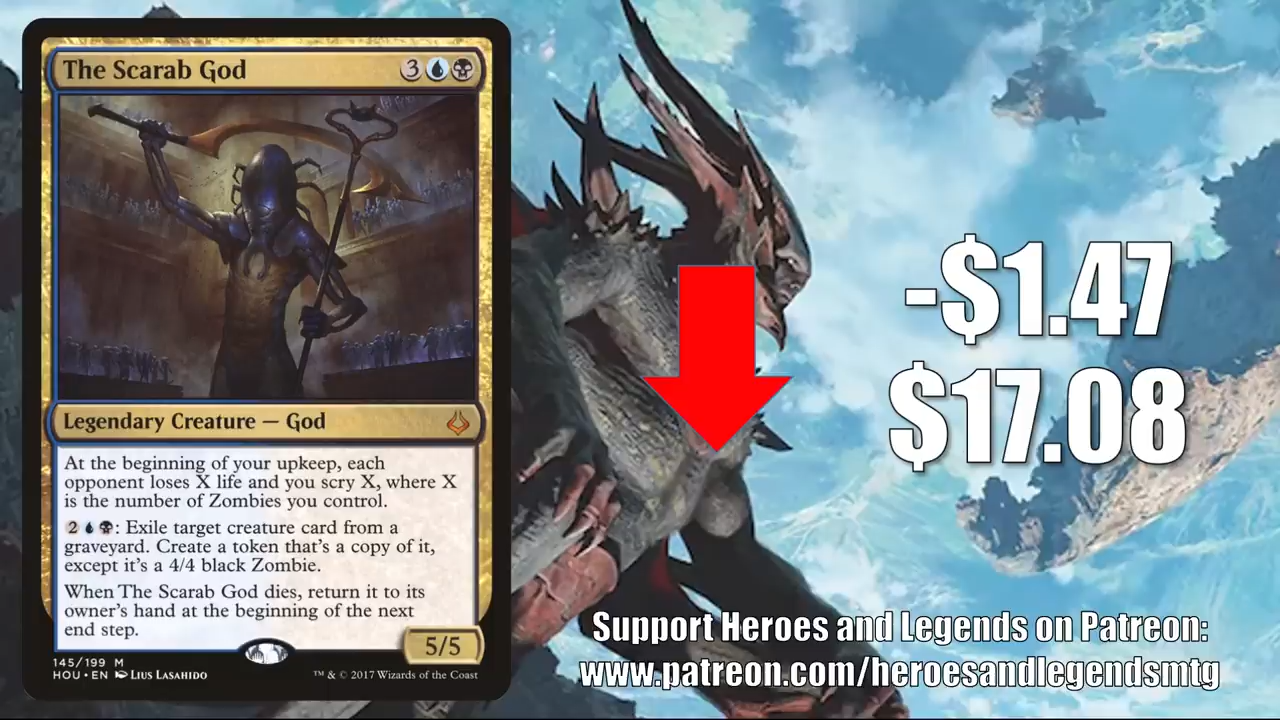 The Scarab God
3
Legendary Creature — God
At the beginning of your upkeep, each
opponent loses X life and you scry X, where X
is the number of Zombies you control.
2 : Exile target creature card from a
graveyard. Create a token that's a copy of it,
except it's a 4/4 black Zombie.
When The Scarab God dies, return it to its
owner's hand at the beginning of the next
end step.
5/5
145/199 M
HOU • EN Lius Lasahido
™ & © 2017 Wizards of the Coast
-$1.47
$17.08
Support Heroes and Legends on Patreon:
www.patreon.com/heroesandlegendsmtg